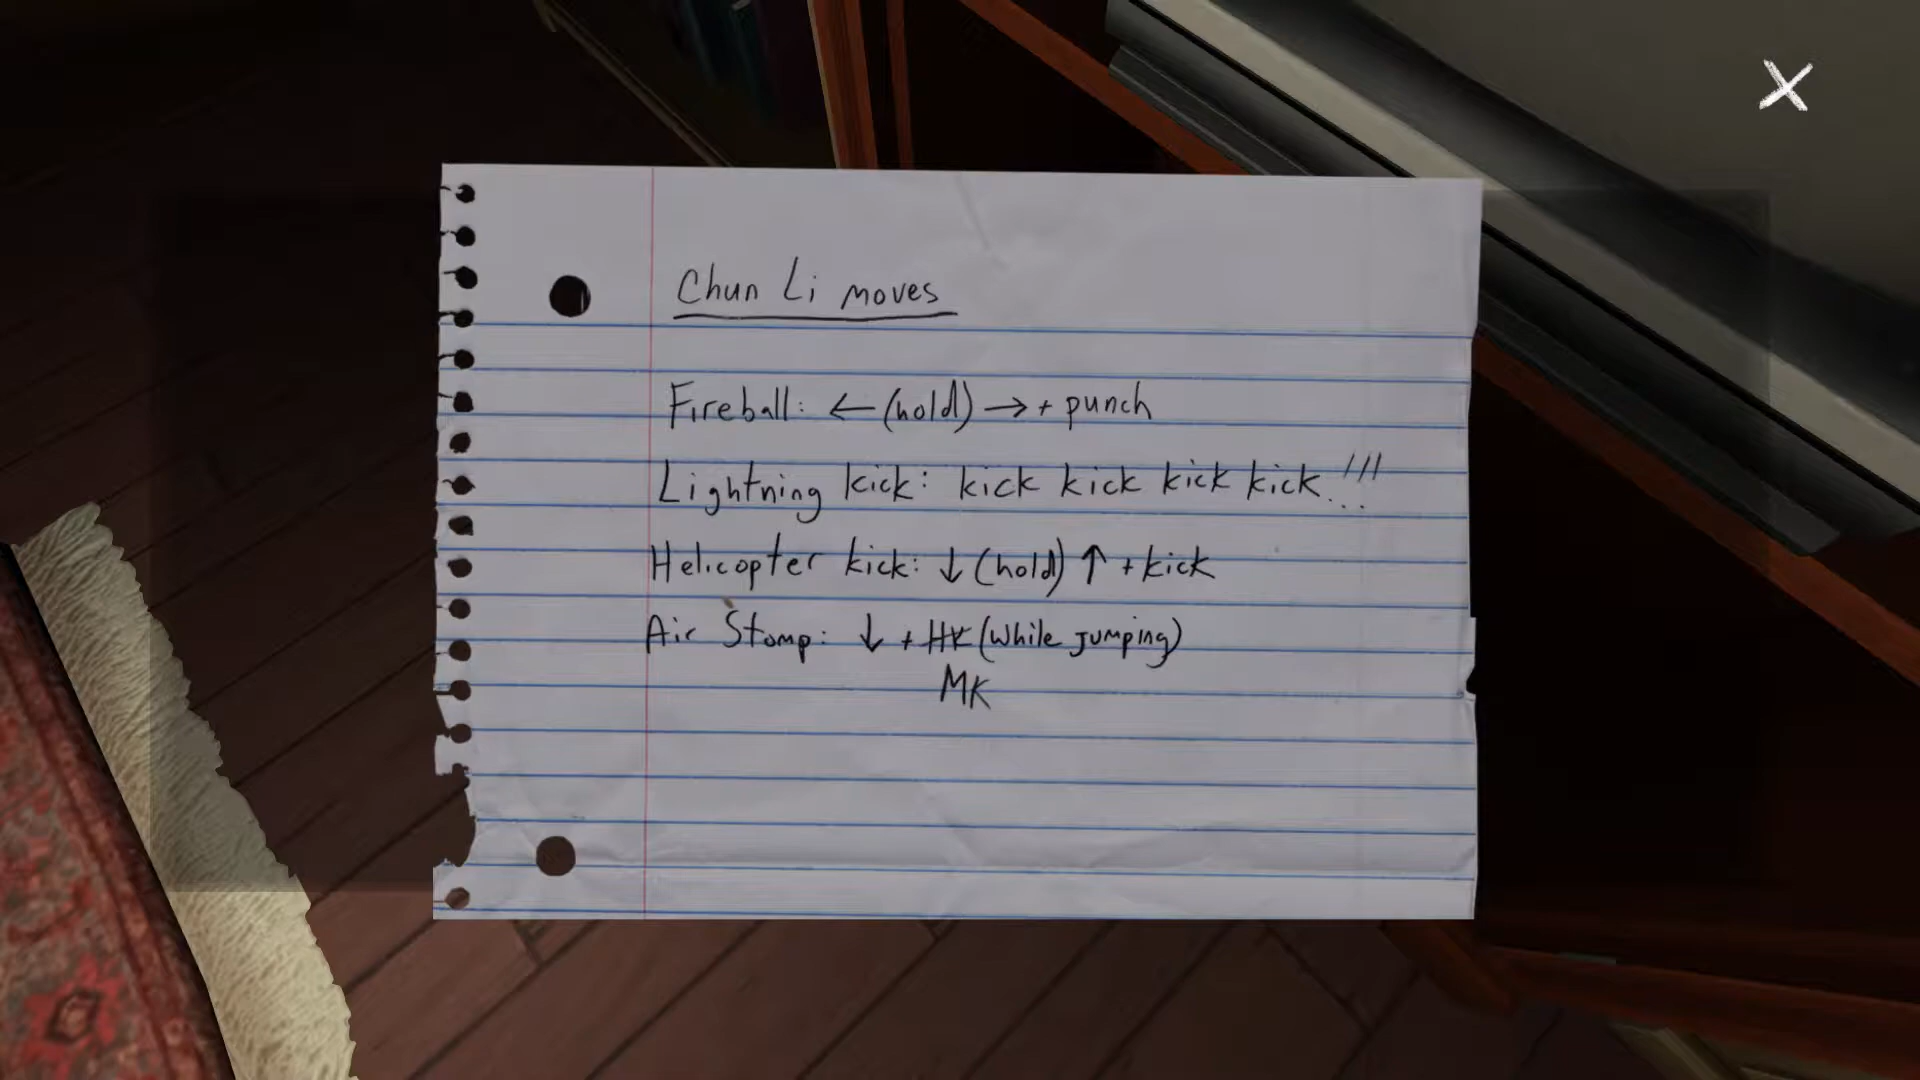 Chun Li moves
Fireball: ← (hold) → + punch
Lightning kick: kick kick kick kick!!!
Helicopter kick: ↓ (hold) ↑ + kick
Air Stomp: ↓ + HK (while jumping)
MK